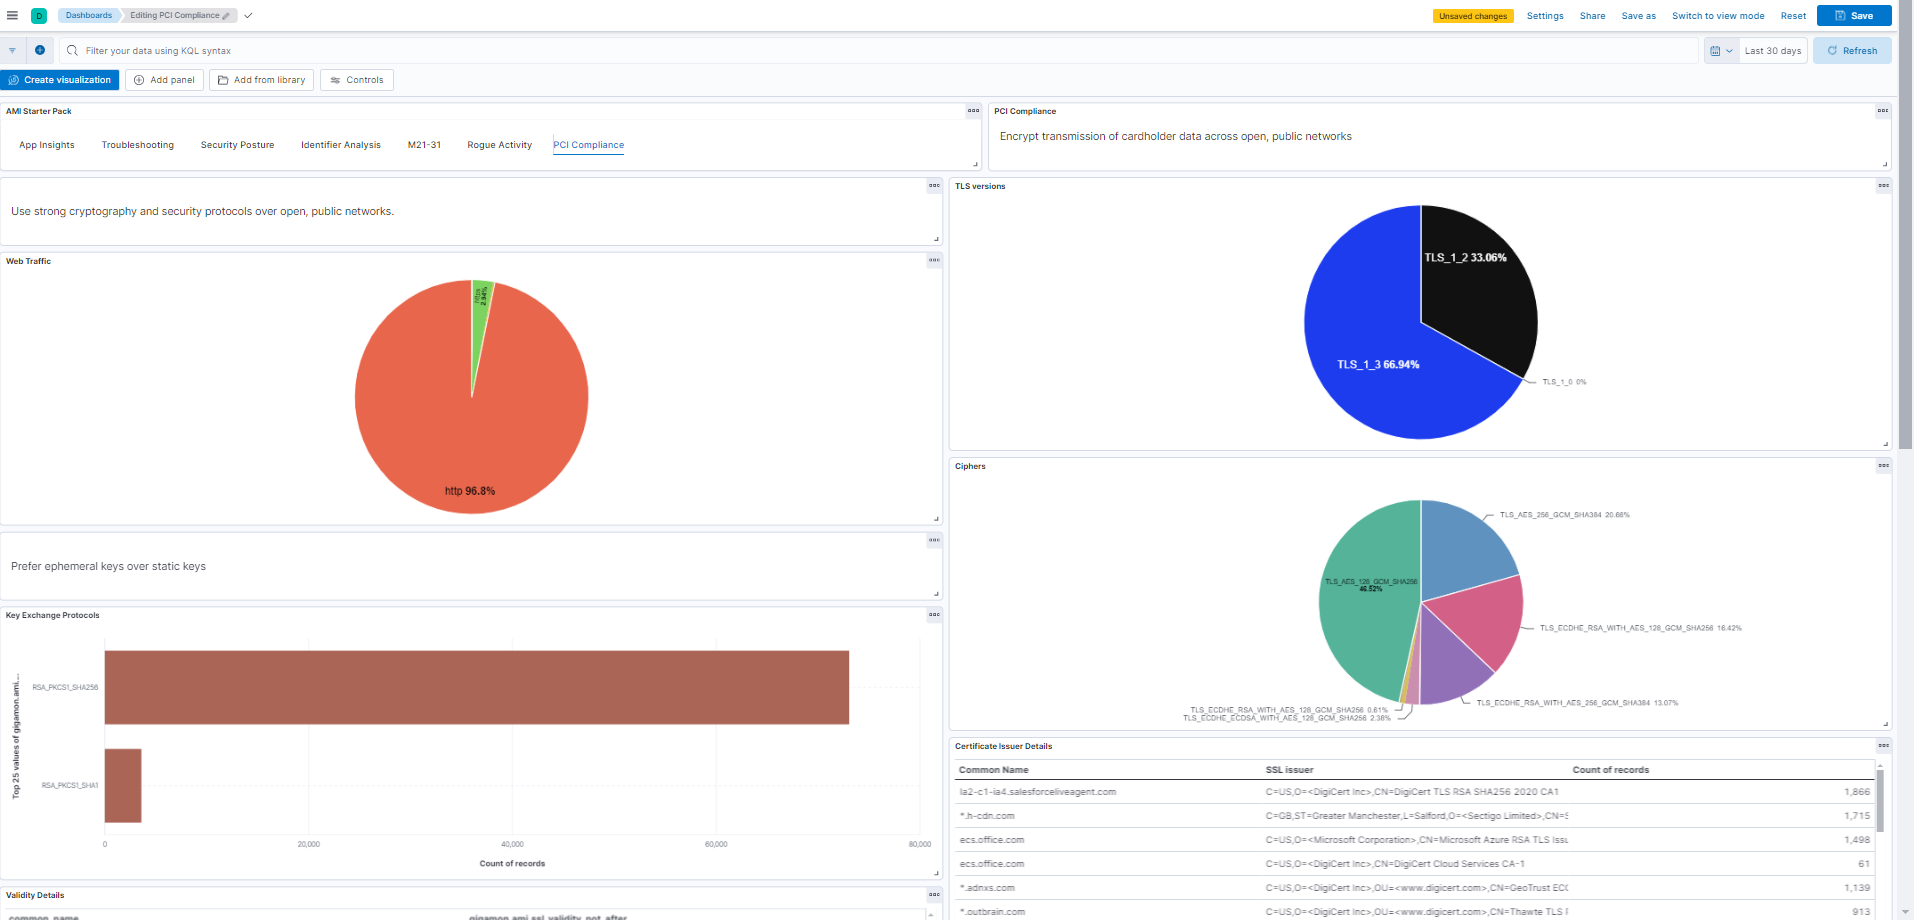 D Dashboards Editing PCI Compliance
Unsaved changes Settings Share Save as Switch to view mode Reset Save
Filter your data using KQL syntax
Last 30 days Refresh
Create visualization Add panel Add from library Controls
AMI Starter Pack
App Insights Troubleshooting Security Posture Identifier Analysis M21-31 Rogue Activity PCI Compliance
PCI Compliance
Encrypt transmission of cardholder data across open, public networks
Use strong cryptography and security protocols over open, public networks.
TLS versions
TLS_1_2 33.06%
TLS_1_3 66.94%
TLS_1_0 0%
Web Traffic
https
2.94%
http 96.8%
Ciphers
TLS_AES_256_GCM_SHA384 20.66%
TLS_AES_128_GCM_SHA256
46.52%
TLS_ECDHE_RSA_WITH_AES_128_GCM_SHA256 16.42%
TLS_ECDHE_RSA_WITH_AES_256_GCM_SHA384 13.07%
TLS_ECDHE_RSA_WITH_AES_128_GCM_SHA256 0.61%
TLS_ECDHE_ECDSA_WITH_AES_128_GCM_SHA256 2.38%
Prefer ephemeral keys over static keys
Key Exchange Protocols
Top 25 values of gigamon.ami....
RSA_PKCS1_SHA256
RSA_PKCS1_SHA1
0 20,000 40,000 60,000 80,000
Count of records
Certificate Issuer Details
Common Name SSL issuer Count of records
la2-c1-ia4.salesforceliveagent.com C=US,O=<DigiCert Inc>,CN=DigiCert TLS RSA SHA256 2020 CA1 1,866
*.h-cdn.com C=GB,ST=Greater Manchester,L=Salford,O=<Sectigo Limited>,CN=S 1,715
ecs.office.com C=US,O=<Microsoft Corporation>,CN=Microsoft Azure RSA TLS Issu 1,498
ecs.office.com C=US,O=<DigiCert Inc>,CN=DigiCert Cloud Services CA-1 61
*.adnxs.com C=US,O=<DigiCert Inc>,OU=<www.digicert.com>,CN=GeoTrust ECC 1,139
*.outbrain.com C=US,O=<DigiCert Inc>,OU=<www.digicert.com>,CN=Thawte TLS F 913
Validity Details
common_name gigamon.ami.ssl_validity_not_after